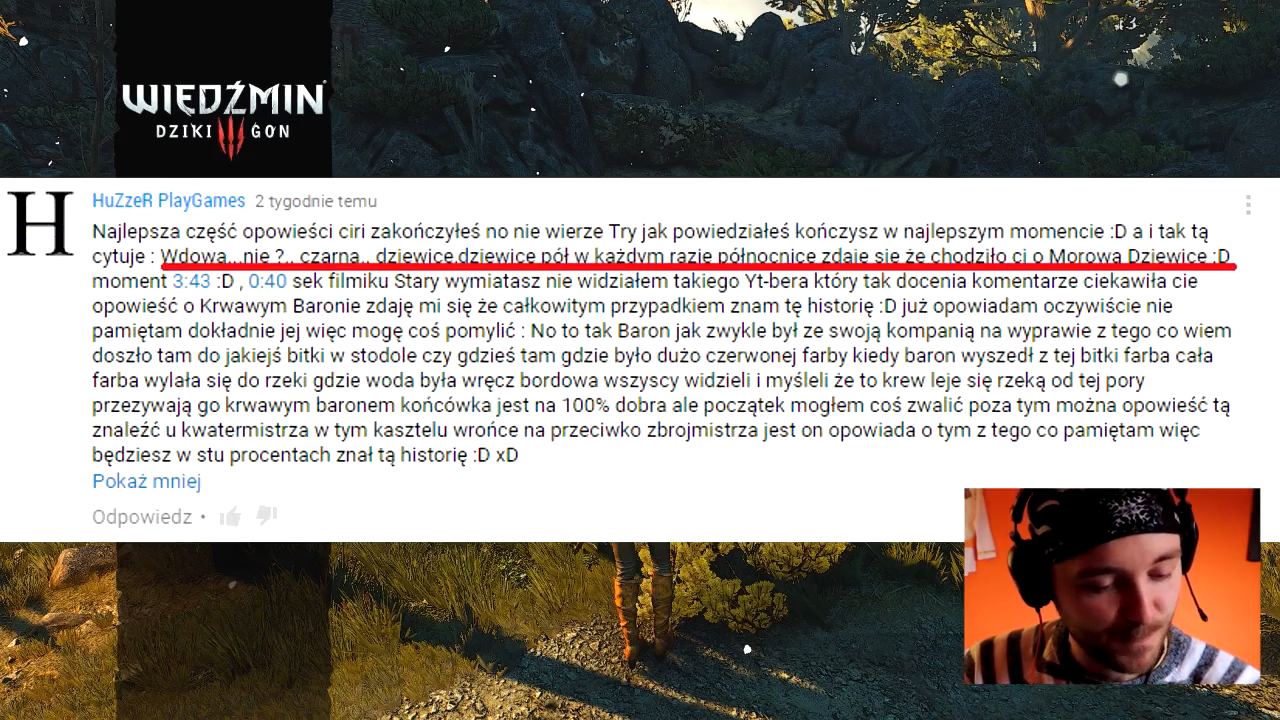 WIEDŹMIN
DZIKI GON
H
HuZzeR PlayGames 2 tygodnie temu
Najlepsza część opowieści ciri zakończyłeś no nie wierze Try jak powiedziałeś kończysz w najlepszym momencie :D a i tak tą
cytuje : Wdowa...nie ?.. czarna.. dziewice,dziewice pół w każdym razie północnice zdaje się że chodziło ci o Morowa Dziewice :D
moment 3:43 :D , 0:40 sek filmiku Stary wymiatasz nie widziałem takiego Yt-bera który tak docenia komentarze ciekawiła cie
opowieść o Krwawym Baronie zdaję mi się że całkowitym przypadkiem znam tę historię :D już opowiadam oczywiście nie
pamiętam dokładnie jej więc mogę coś pomylić : No to tak Baron jak zwykle był ze swoją kompanią na wyprawie z tego co wiem
doszło tam do jakiejś bitki w stodole czy gdzieś tam gdzie było dużo czerwonej farby kiedy baron wyszedł z tej bitki farba cała
farba wylała się do rzeki gdzie woda była wręcz bordowa wszyscy widzieli i myśleli że to krew leje się rzeką od tej pory
przezywają go krwawym baronem końcówka jest na 100% dobra ale początek mogłem coś zwalić poza tym można opowieść tą
znaleźć u kwatermistrza w tym kasztelu wrońce na przeciwko zbrojmistrza jest on opowiada o tym z tego co pamiętam więc
będziesz w stu procentach znał tą historię :D xD
Pokaż mniej
Odpowiedz •